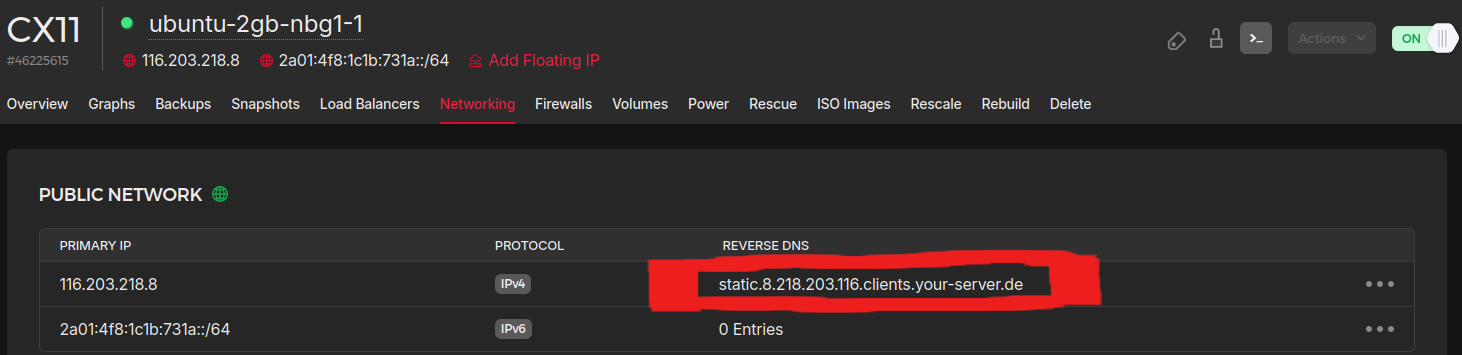 CX11 ubuntu-2gb-nbg1-1
#46225615 116.203.218.8 2a01:4f8:1c1b:731a::/64 Add Floating IP >_ Actions ON
Overview Graphs Backups Snapshots Load Balancers Networking Firewalls Volumes Power Rescue ISO Images Rescale Rebuild Delete
PUBLIC NETWORK
PRIMARY IP PROTOCOL REVERSE DNS
116.203.218.8 IPv4 static.8.218.203.116.clients.your-server.de
2a01:4f8:1c1b:731a::/64 IPv6 0 Entries